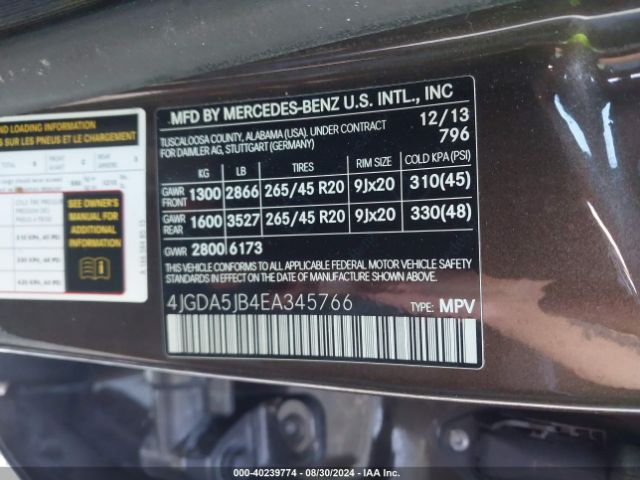 MFD BY MERCEDES-BENZ U.S. INTL., INC
TUSCALOOSA COUNTY, ALABAMA (USA). UNDER CONTRACT
FOR DAIMLER AG, STUTTGART (GERMANY)
12/13
796
KG LB TIRES RIM SIZE COLD KPA (PSI)
GAWR FRONT 1300 2866 265/45 R20 9Jx20 310(45)
GAWR REAR 1600 3527 265/45 R20 9Jx20 330(48)
GVWR 2800 6173
THIS VEHICLE CONFORMS TO ALL APPLICABLE FEDERAL MOTOR VEHICLE SAFETY
STANDARDS IN EFFECT ON THE DATE OF MANUFACTURE SHOWN ABOVE.
4JGDA5JB4EA345766 TYPE: MPV
LOADING INFORMATION
SUR LES PNEUS ET LE CHARGEMENT
SEE OWNER'S
MANUAL FOR
ADDITIONAL
INFORMATION
000-40239774 - 08/30/2024 - IAA Inc.